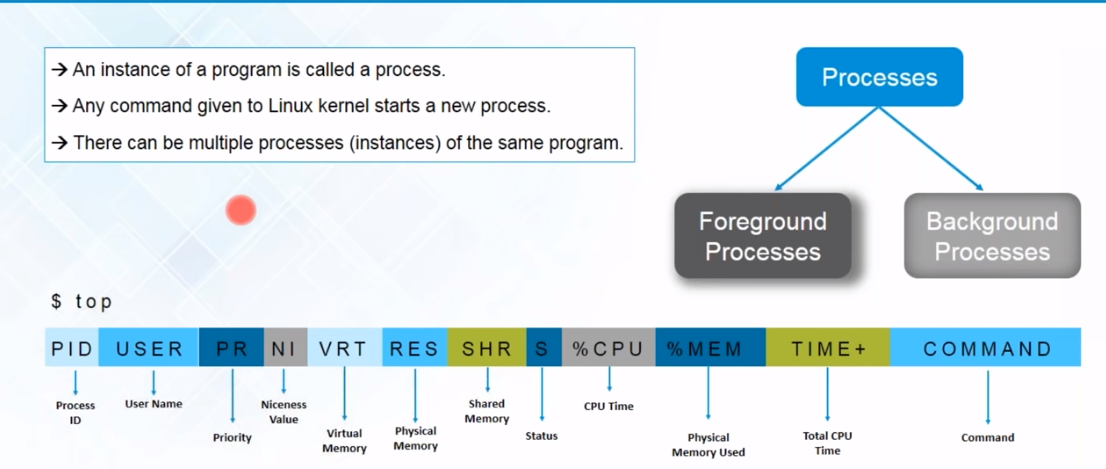 → An instance of a program is called a process.
→ Any command given to Linux kernel starts a new process.
→ There can be multiple processes (instances) of the same program.
Processes
Foreground
Processes
Background
Processes
$ top
PID USER PR NI VRT RES SHR S %CPU %MEM TIME+ COMMAND
Process
ID
User Name
Priority
Niceness
Value
Virtual
Memory
Physical
Memory
Shared
Memory
Status
CPU Time
Physical
Memory Used
Total CPU
Time
Command